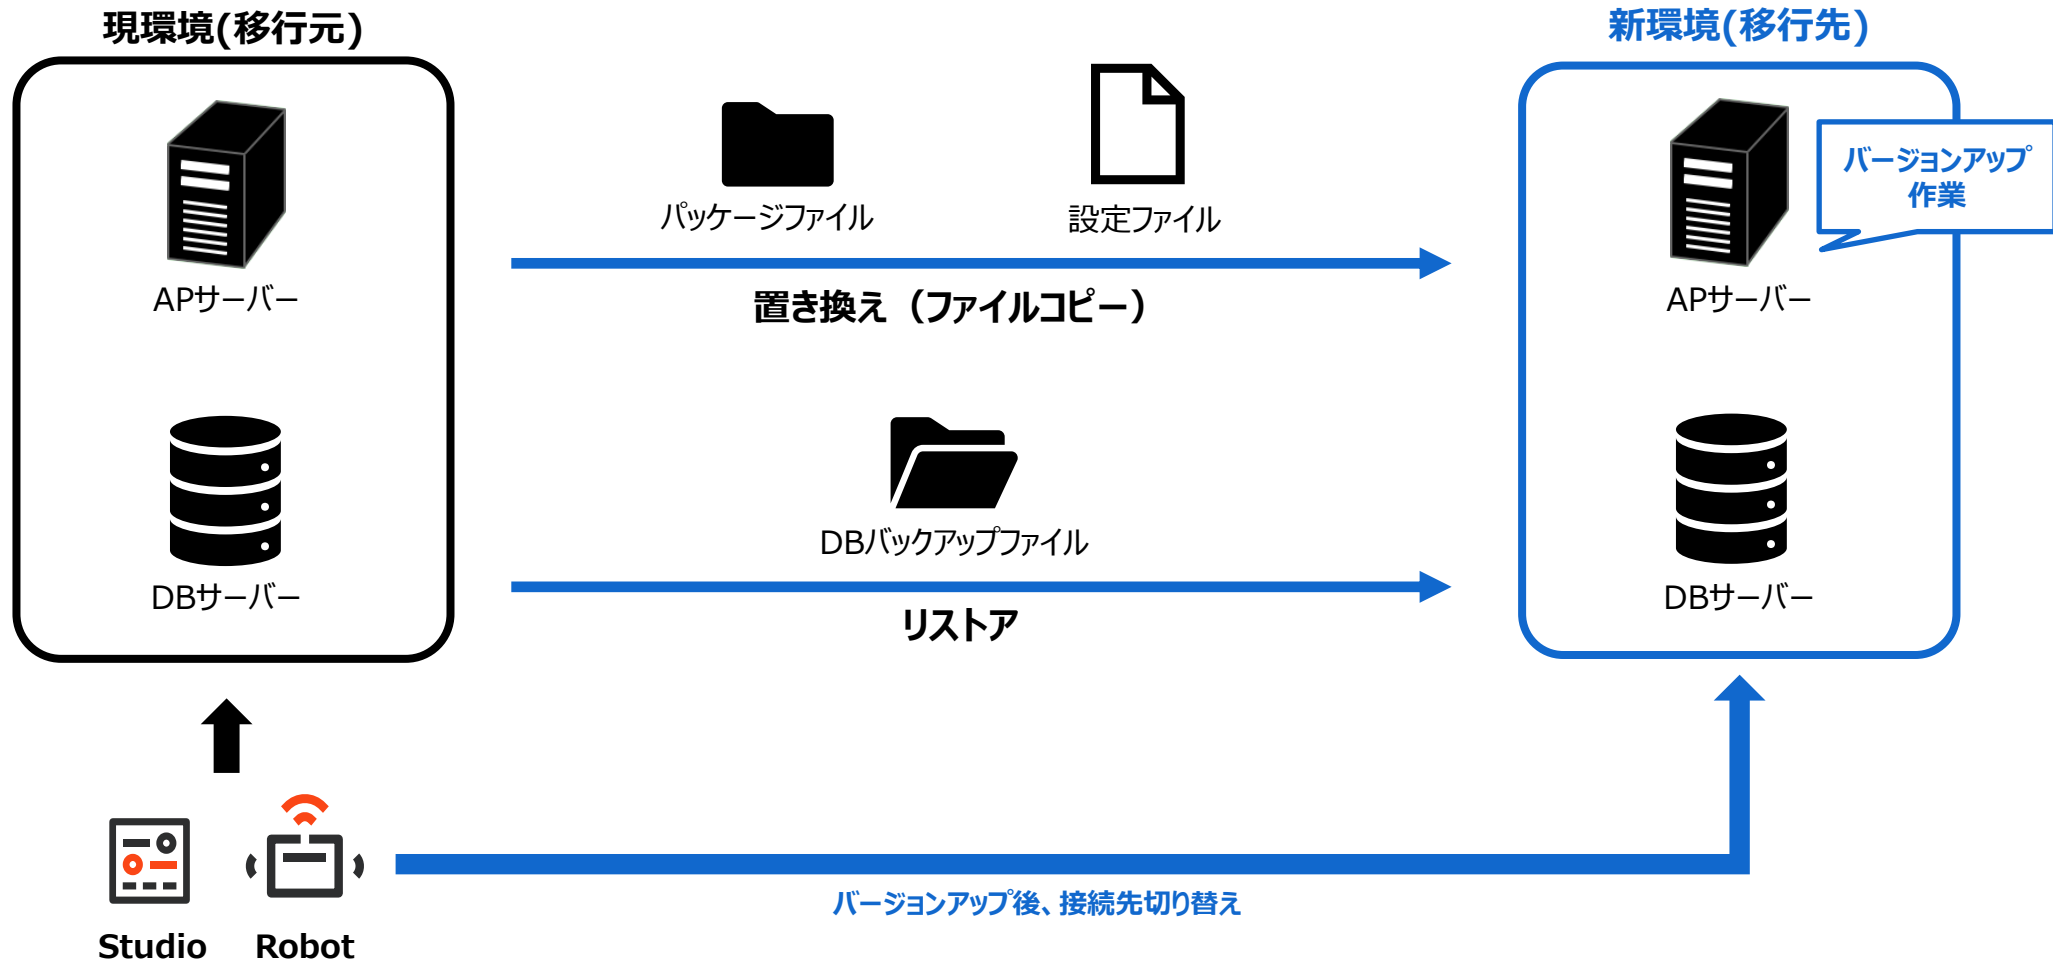 現環境(移行元)
新環境(移行先)
パッケージファイル
設定ファイル
バージョンアップ
作業
APサーバー
置き換え（ファイルコピー）
APサーバー
DBバックアップファイル
DBサーバー
リストア
DBサーバー
バージョンアップ後、接続先切り替え
Studio
Robot